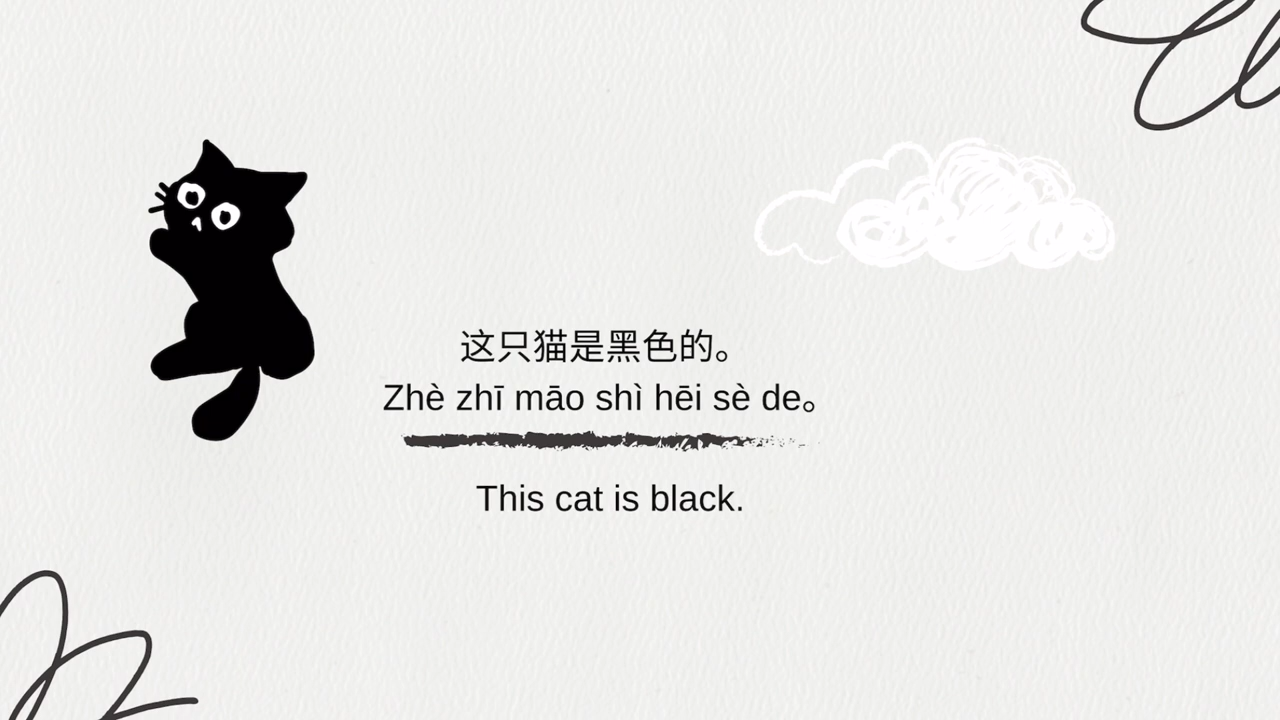 这只猫是黑色的。
Zhè zhī māo shì hēi sè de。
This cat is black.